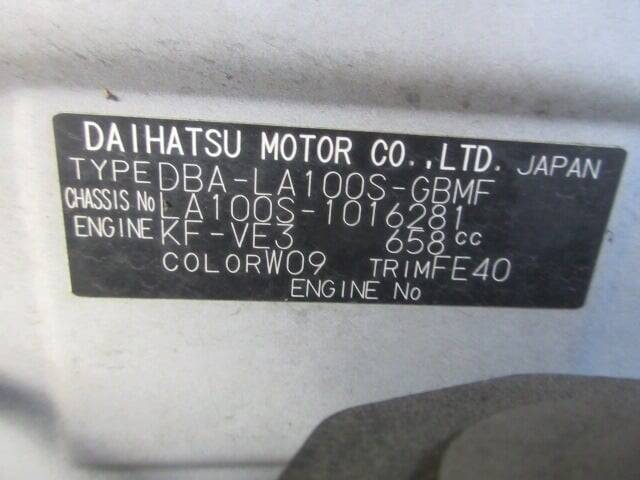 DAIHATSU MOTOR CO.,LTD. JAPAN
TYPE DBA-LA100S-GBMF
CHASSIS No LA100S-1016281
ENGINE KF-VE3 658cc
COLOR W09 TRIM FE40
ENGINE No